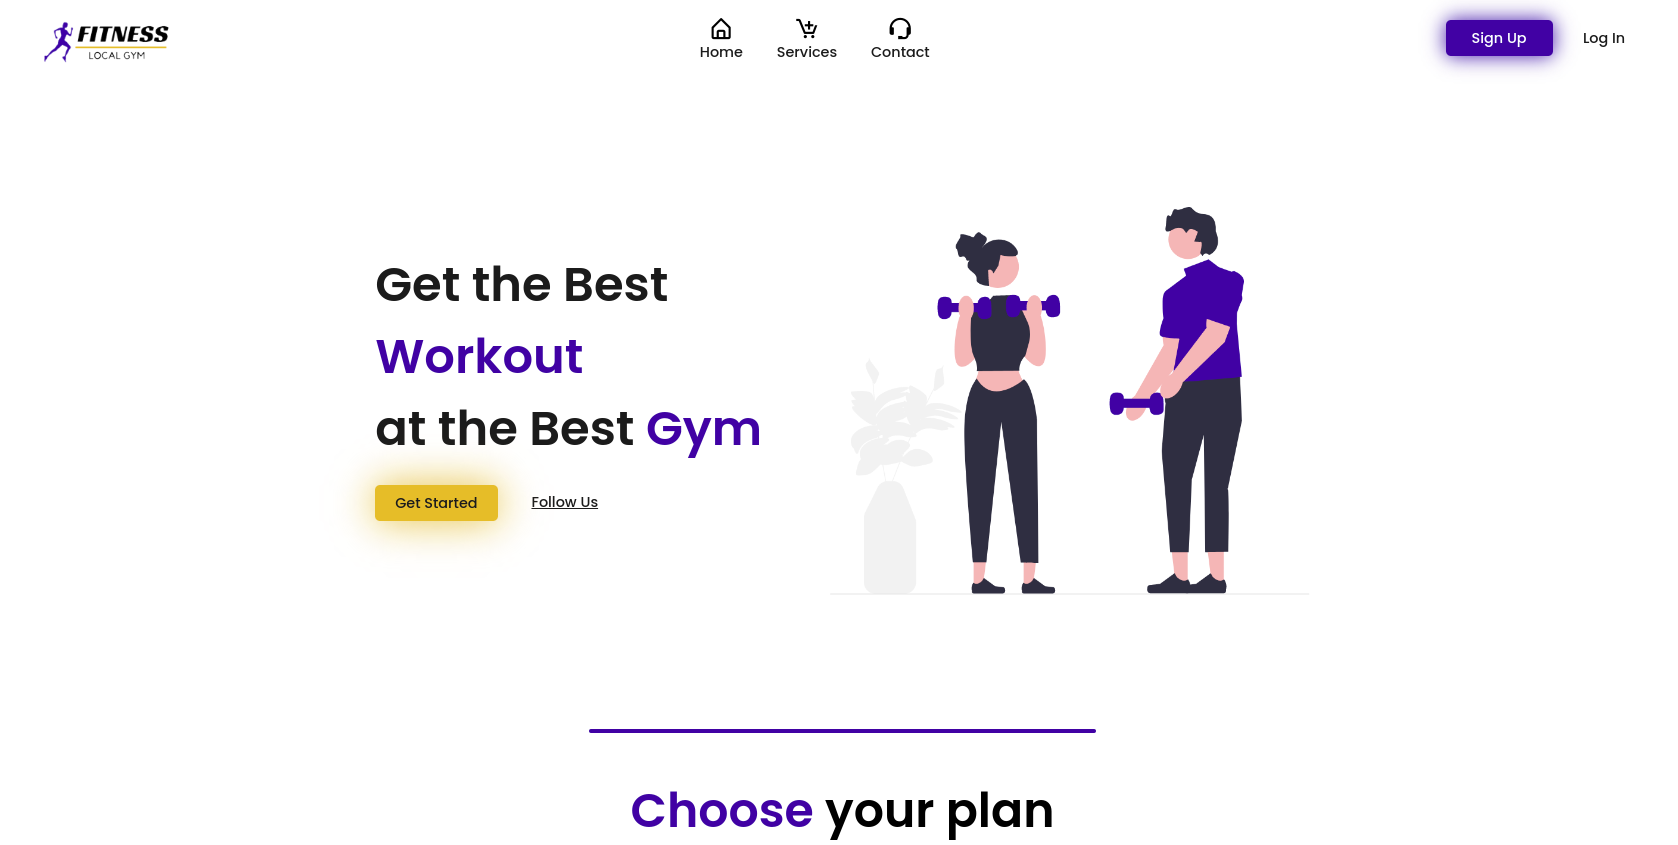 FITNESS
LOCAL GYM
Home
Services
Contact
Sign Up
Log In
Get the Best
Workout
at the Best Gym
Get Started
Follow Us
Choose your plan